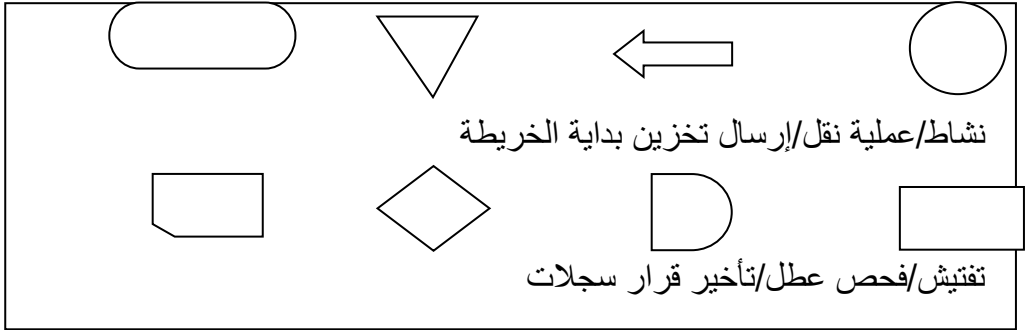 نشاط/عملية نقل/إرسال تخزين بداية الخريطة
تفتيش/فحص عطل/تأخير قرار سجلات